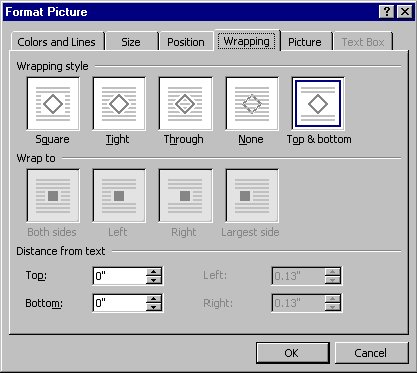 Format Picture
Colors and Lines Size Position Wrapping Picture Text Box
Wrapping style
Square Tight Through None Top & bottom
Wrap to
Both sides Left Right Largest side
Distance from text
Top: 0" Left: 0.13"
Bottom: 0" Right: 0.13"
OK Cancel